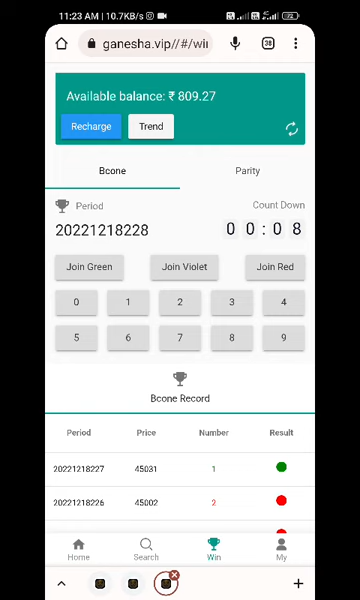 11:23 AM | 10.7KB/s
72
ganesha.vip//#/wir
38
Available balance: ₹ 809.27
Recharge
Trend
Bcone
Parity
Period
Count Down
20221218228
0 0 : 0 8
Join Green
Join Violet
Join Red
0 1 2 3 4
5 6 7 8 9
Bcone Record
Period Price Number Result
20221218227 45031 1
20221218226 45002 2
Home Search Win My